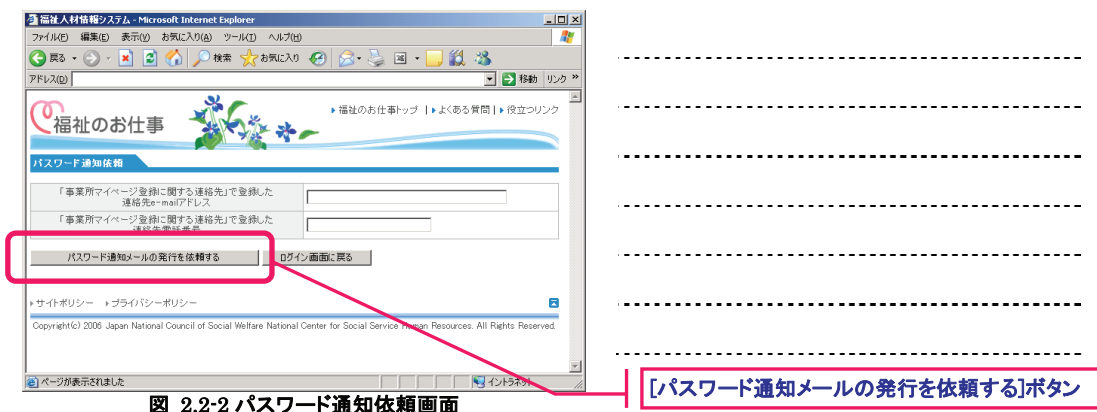 福祉人材情報システム - Microsoft Internet Explorer
ファイル(F) 編集(E) 表示(V) お気に入り(A) ツール(T) ヘルプ(H)
戻る 検索 お気に入り
アドレス(D) 移動 リンク »
福祉のお仕事
福祉のお仕事トップ | よくある質問 | 役立つリンク
パスワード通知依頼
「事業所マイページ登録に関する連絡先」で登録した
連絡先e-mailアドレス
「事業所マイページ登録に関する連絡先」で登録した
連絡先電話番号
パスワード通知メールの発行を依頼する ログイン画面に戻る
サイトポリシー プライバシーポリシー
Copyright(c) 2006 Japan National Council of Social Welfare National Center for Social Service Human Resources. All Rights Reserved.
ページが表示されました イントラネット
[パスワード通知メールの発行を依頼する]ボタン
図 2.2-2 パスワード通知依頼画面